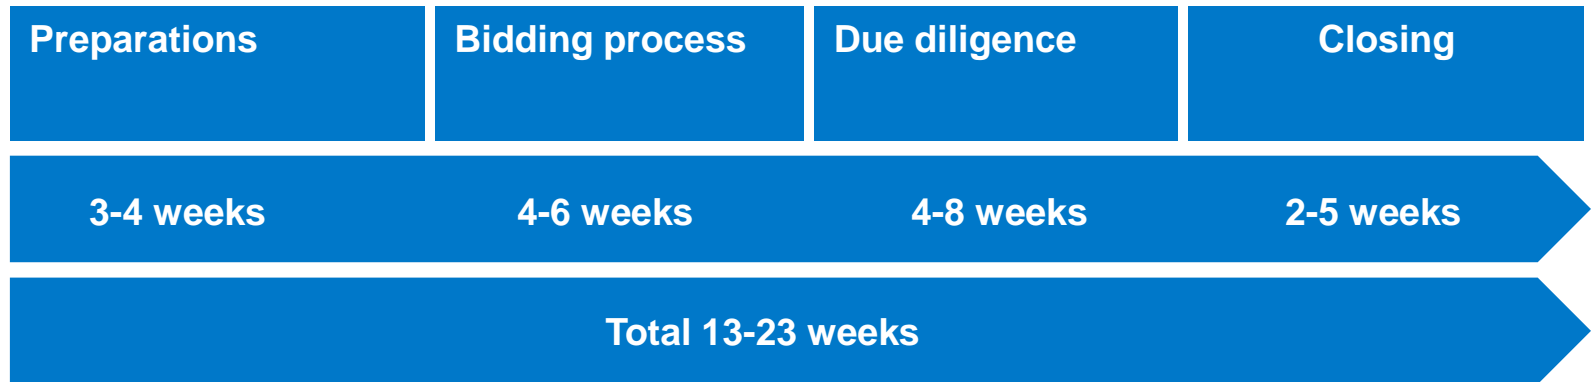 Preparations
Bidding process
Due diligence
Closing
3-4 weeks
4-6 weeks
4-8 weeks
2-5 weeks
Total 13-23 weeks